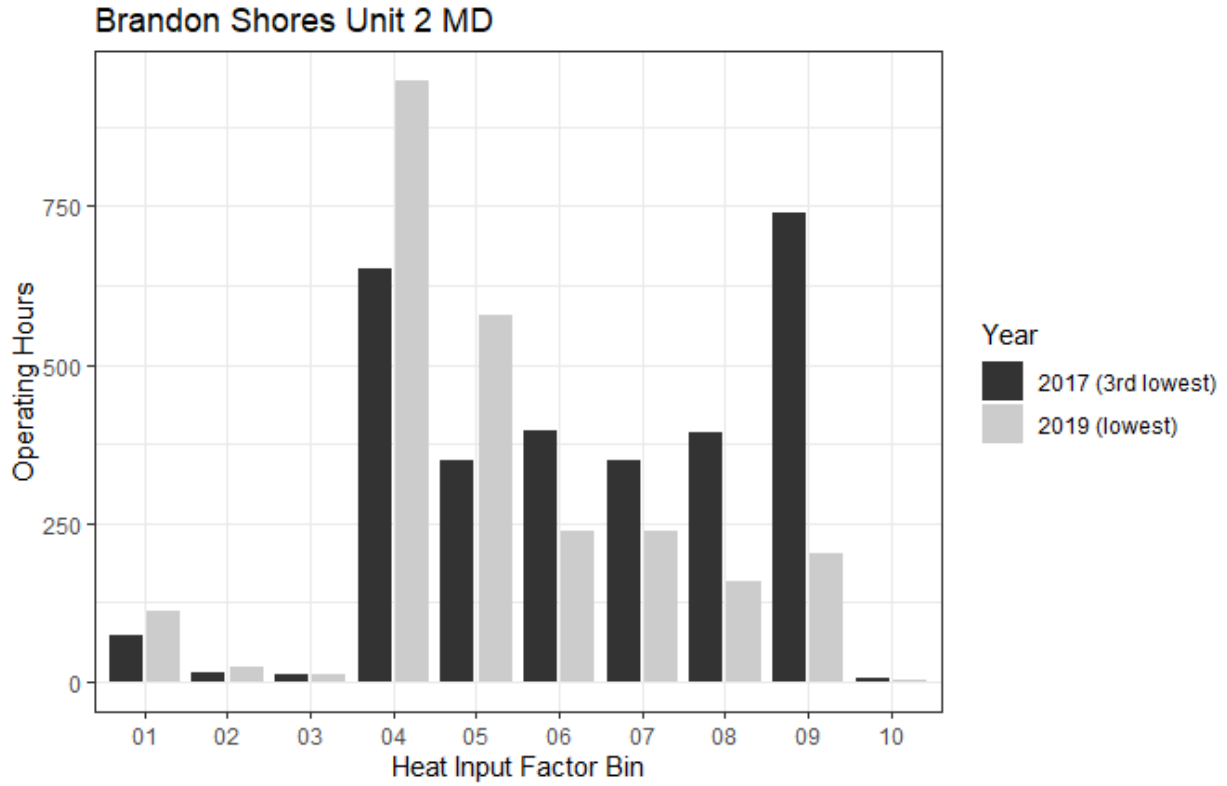 Brandon Shores Unit 2 MD
Operating Hours
750
500
250
0
01 02 03 04 05 06 07 08 09 10
Heat Input Factor Bin
Year
2017 (3rd lowest)
2019 (lowest)